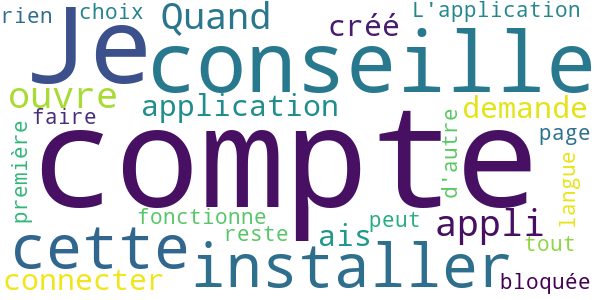 rien choix Quand créé L'application
Je conseille
ouvre application demande
faire compte d'autre page
première langue
fonctionne peut appli
cette reste ais tout
connecter installer bloquée